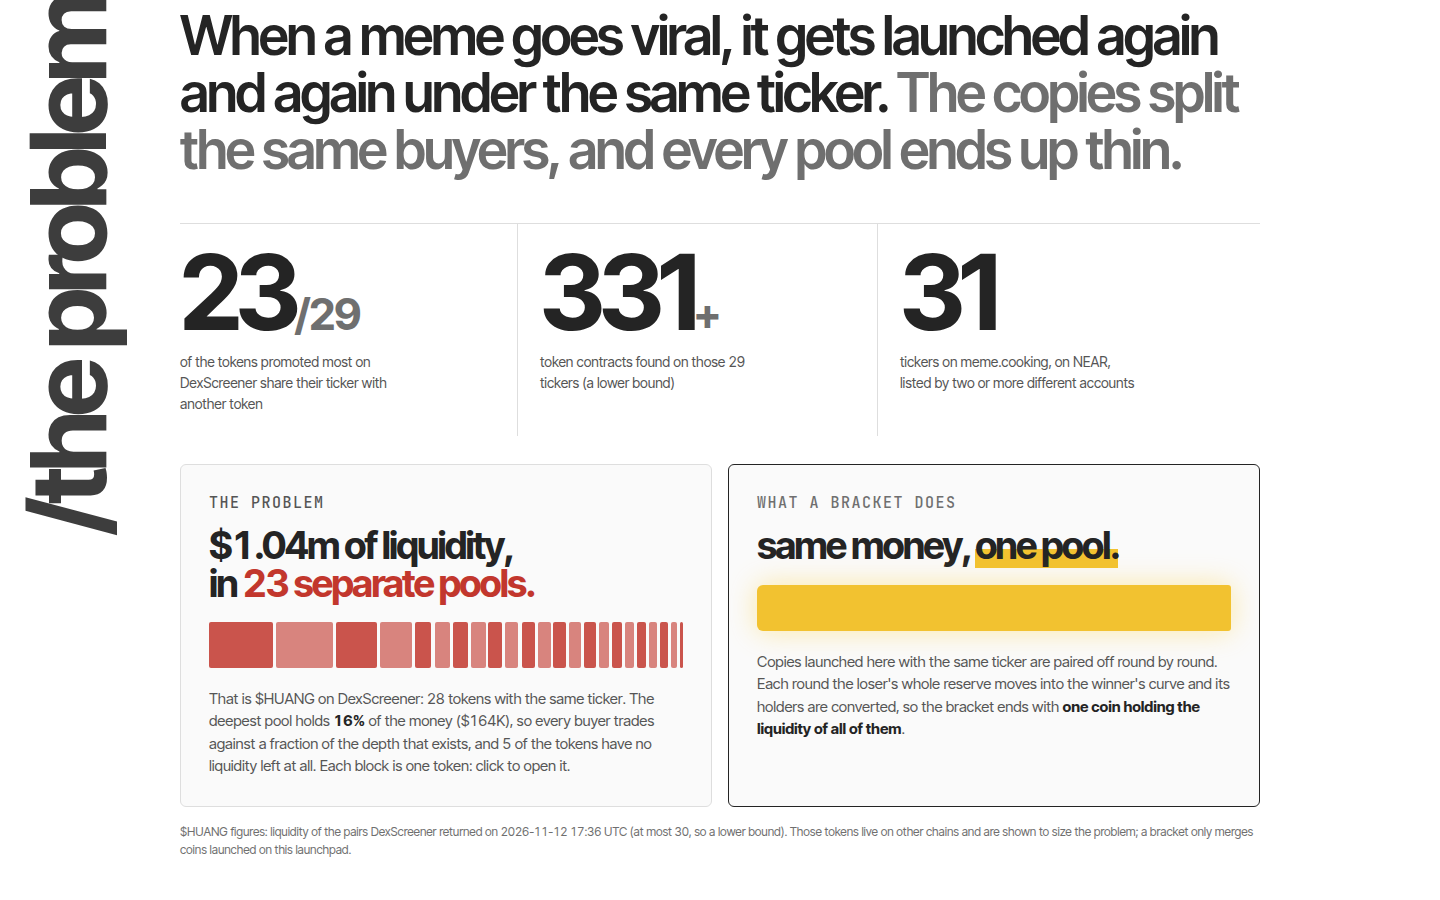 /the problem
When a meme goes viral, it gets launched again
and again under the same ticker. The copies split
the same buyers, and every pool ends up thin.
23/29
of the tokens promoted most on
DexScreener share their ticker with
another token
331+
token contracts found on those 29
tickers (a lower bound)
31
tickers on meme.cooking, on NEAR,
listed by two or more different accounts
THE PROBLEM
$1.04m of liquidity,
in 23 separate pools.
That is $HUANG on DexScreener: 28 tokens with the same ticker. The
deepest pool holds 16% of the money ($164K), so every buyer trades
against a fraction of the depth that exists, and 5 of the tokens have no
liquidity left at all. Each block is one token: click to open it.
WHAT A BRACKET DOES
same money, one pool.
Copies launched here with the same ticker are paired off round by round.
Each round the loser's whole reserve moves into the winner's curve and its
holders are converted, so the bracket ends with one coin holding the
liquidity of all of them.
$HUANG figures: liquidity of the pairs DexScreener returned on 2026-11-12 17:36 UTC (at most 30, so a lower bound). Those tokens live on other chains and are shown to size the problem; a bracket only merges
coins launched on this launchpad.